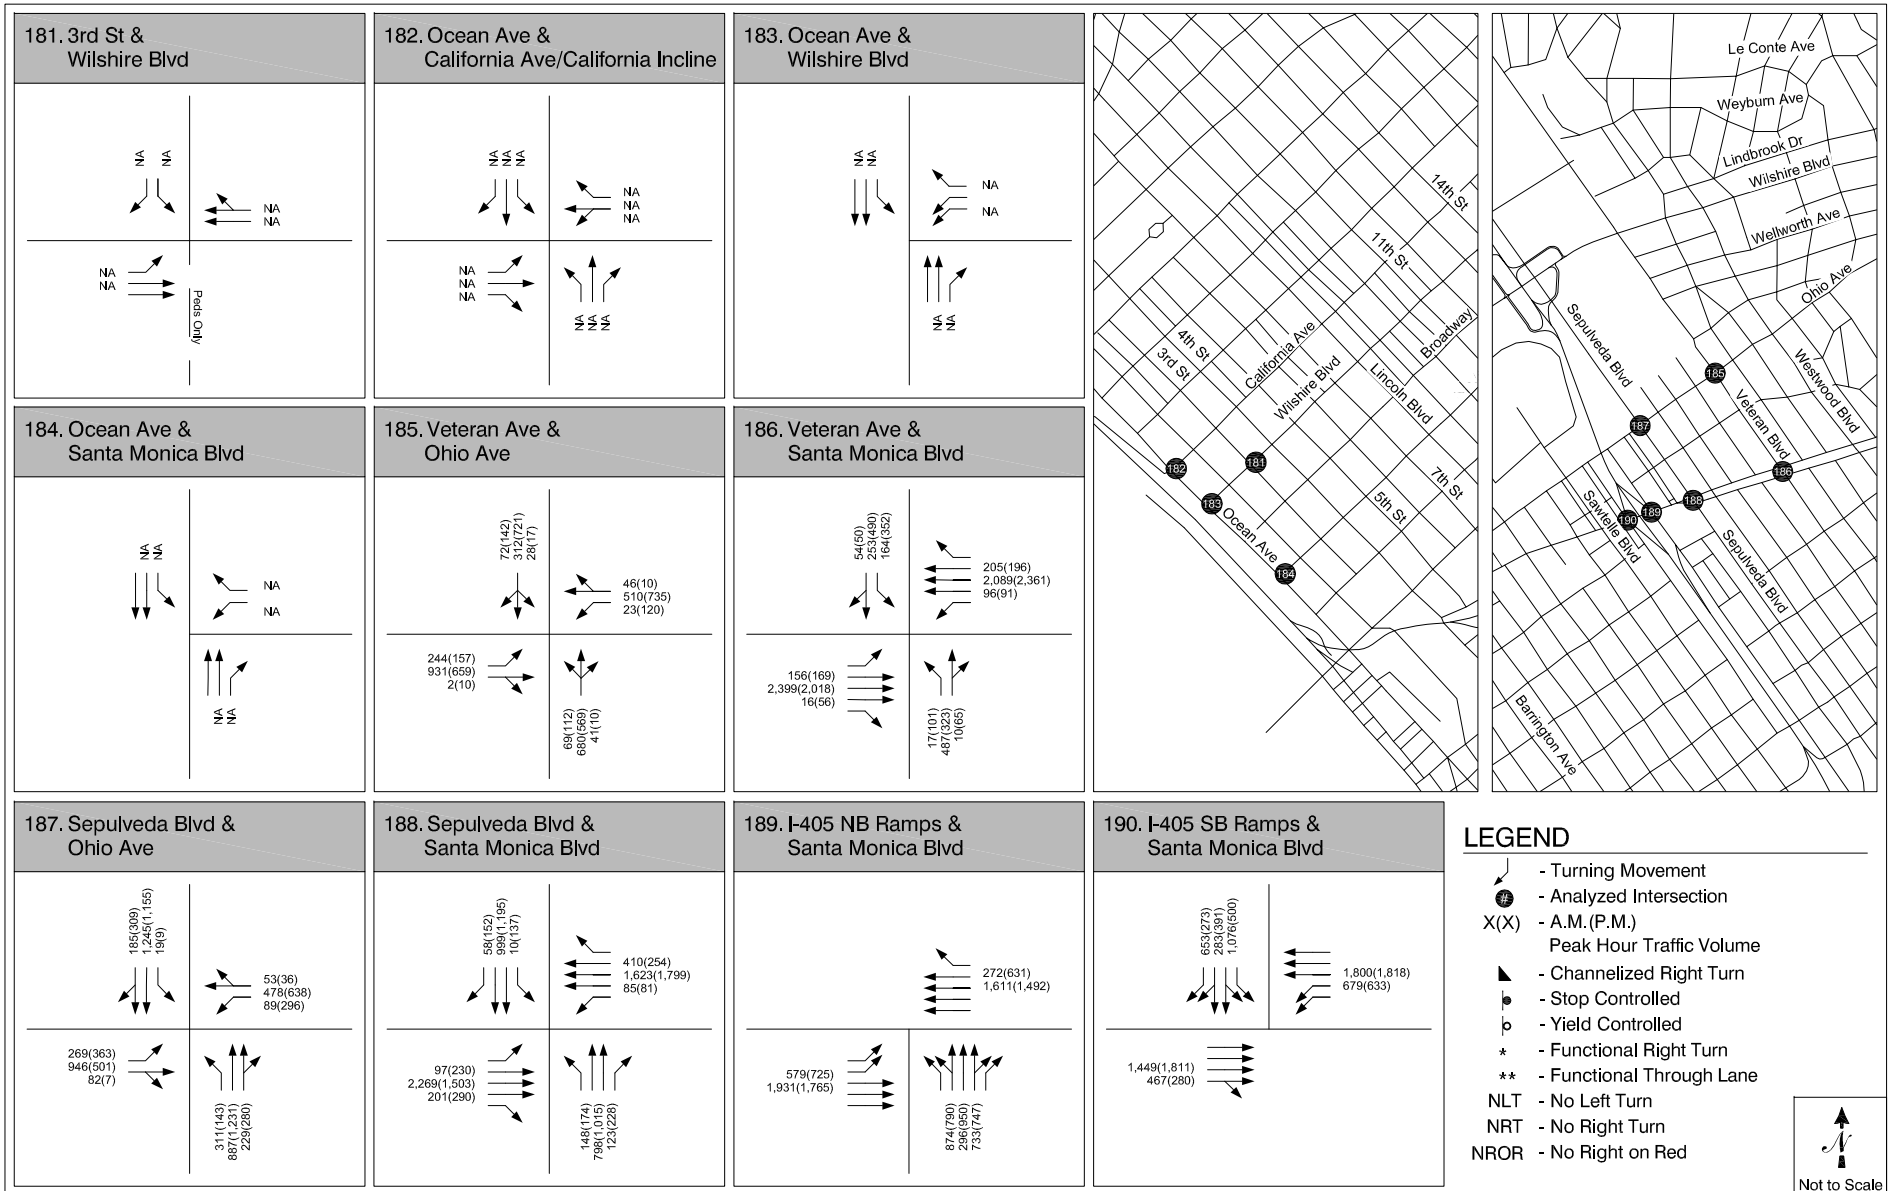 181. 3rd St &
Wilshire Blvd
NA
NA
NA
NA
NA
NA
Peds Only
182. Ocean Ave &
California Ave/California Incline
NA
NA
NA
NA
NA
NA
NA
NA
NA
NA
NA
NA
183. Ocean Ave &
Wilshire Blvd
NA
NA
NA
NA
NA
NA
184. Ocean Ave &
Santa Monica Blvd
NA
NA
NA
NA
NA
NA
185. Veteran Ave &
Ohio Ave
72(142)
312(721)
28(17)
46(10)
510(735)
23(120)
244(157)
931(659)
2(10)
69(112)
680(569)
41(10)
186. Veteran Ave &
Santa Monica Blvd
54(50)
253(490)
164(352)
205(196)
2,089(2,361)
96(91)
156(169)
2,399(2,018)
16(56)
17(101)
487(323)
10(65)
187. Sepulveda Blvd &
Ohio Ave
185(309)
1,245(1,155)
19(9)
53(36)
478(638)
89(296)
269(363)
946(501)
82(7)
311(143)
887(1,231)
229(280)
188. Sepulveda Blvd &
Santa Monica Blvd
58(152)
999(1,195)
10(137)
410(254)
1,623(1,799)
85(81)
97(230)
2,269(1,503)
201(290)
148(174)
798(1,015)
123(228)
189. I-405 NB Ramps &
Santa Monica Blvd
272(631)
1,611(1,492)
579(725)
1,931(1,765)
874(790)
296(950)
733(747)
190. I-405 SB Ramps &
Santa Monica Blvd
653(273)
283(391)
1,076(500)
1,800(1,818)
679(633)
1,449(1,811)
467(280)
14th St
11th St
4th St
3rd St
California Ave
Wilshire Blvd
Broadway
Lincoln Blvd
7th St
5th St
Ocean Ave
181
182
183
184
Le Conte Ave
Weyburn Ave
Lindbrook Dr
Wilshire Blvd
Wellworth Ave
Ohio Ave
Sepulveda Blvd
Westwood Blvd
Veteran Blvd
Sawtelle Blvd
Sepulveda Blvd
Barrington Ave
185
187
186
188
189
190
LEGEND
- Turning Movement
# - Analyzed Intersection
X(X) - A.M.(P.M.)
Peak Hour Traffic Volume
- Channelized Right Turn
- Stop Controlled
- Yield Controlled
* - Functional Right Turn
** - Functional Through Lane
NLT - No Left Turn
NRT - No Right Turn
NROR - No Right on Red
N
Not to Scale